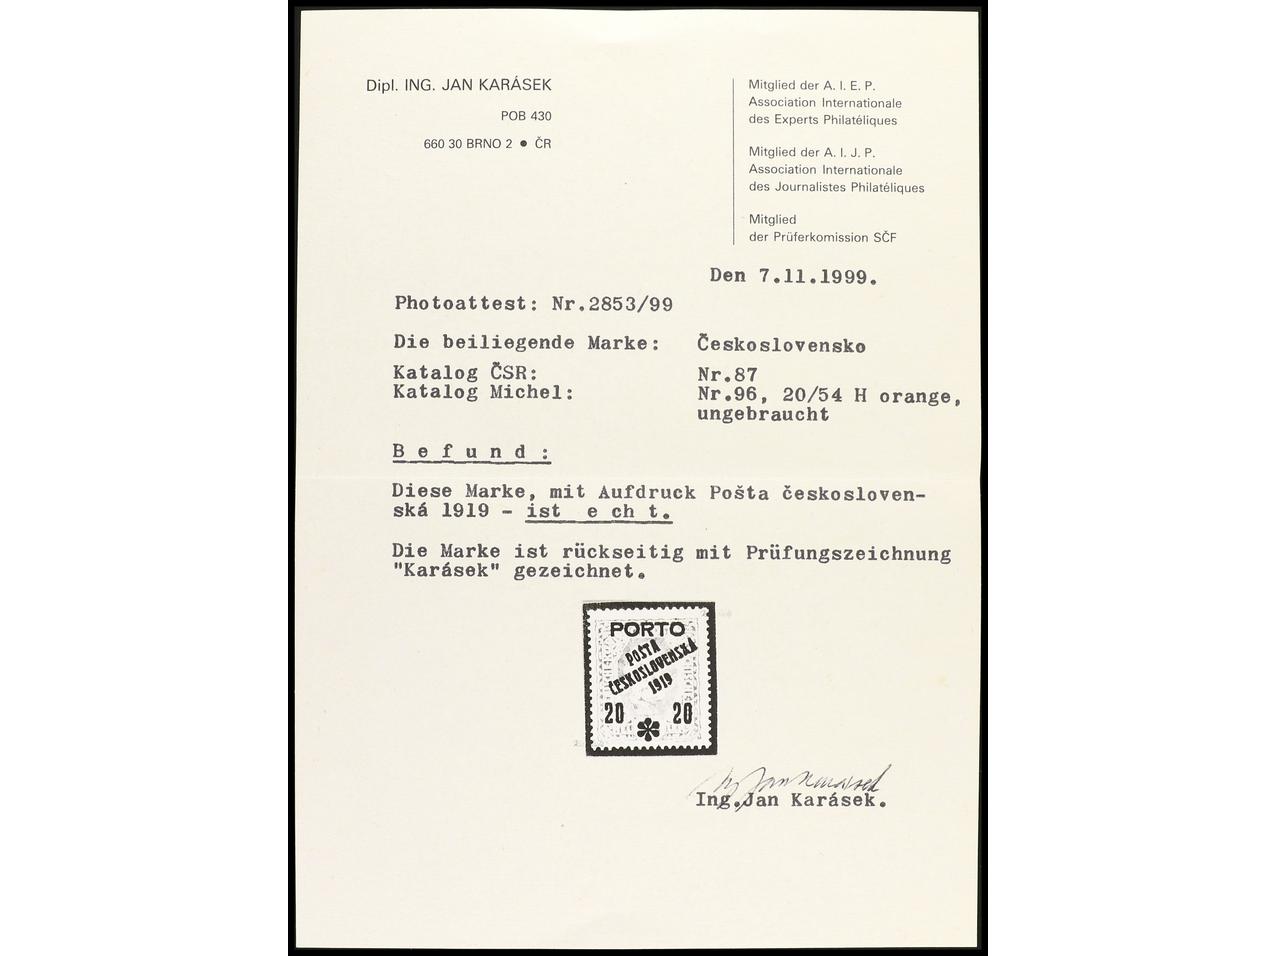 Dipl. ING. JAN KARÁSEK
POB 430
660 30 BRNO 2 ● ČR
Mitglied der A. I. E. P.
Association Internationale
des Experts Philatéliques
Mitglied der A. I. J. P.
Association Internationale
des Journalistes Philatéliques
Mitglied
der Prüferkomission SČF
Den 7.11.1999.
Photoattest: Nr.2853/99
Die beiliegende Marke: Československo
Katalog ČSR: Nr.87
Katalog Michel: Nr.96, 20/54 H orange,
ungebraucht
B e f u n d :
Diese Marke, mit Aufdruck Pošta českosloven-
ská 1919 - ist e ch t.
Die Marke ist rückseitig mit Prüfungszeichnung
"Karásek" gezeichnet.
PORTO
POŠTA
ČESKOSLOVENSKÁ
1919
20 20
Ing.Jan Karásek.